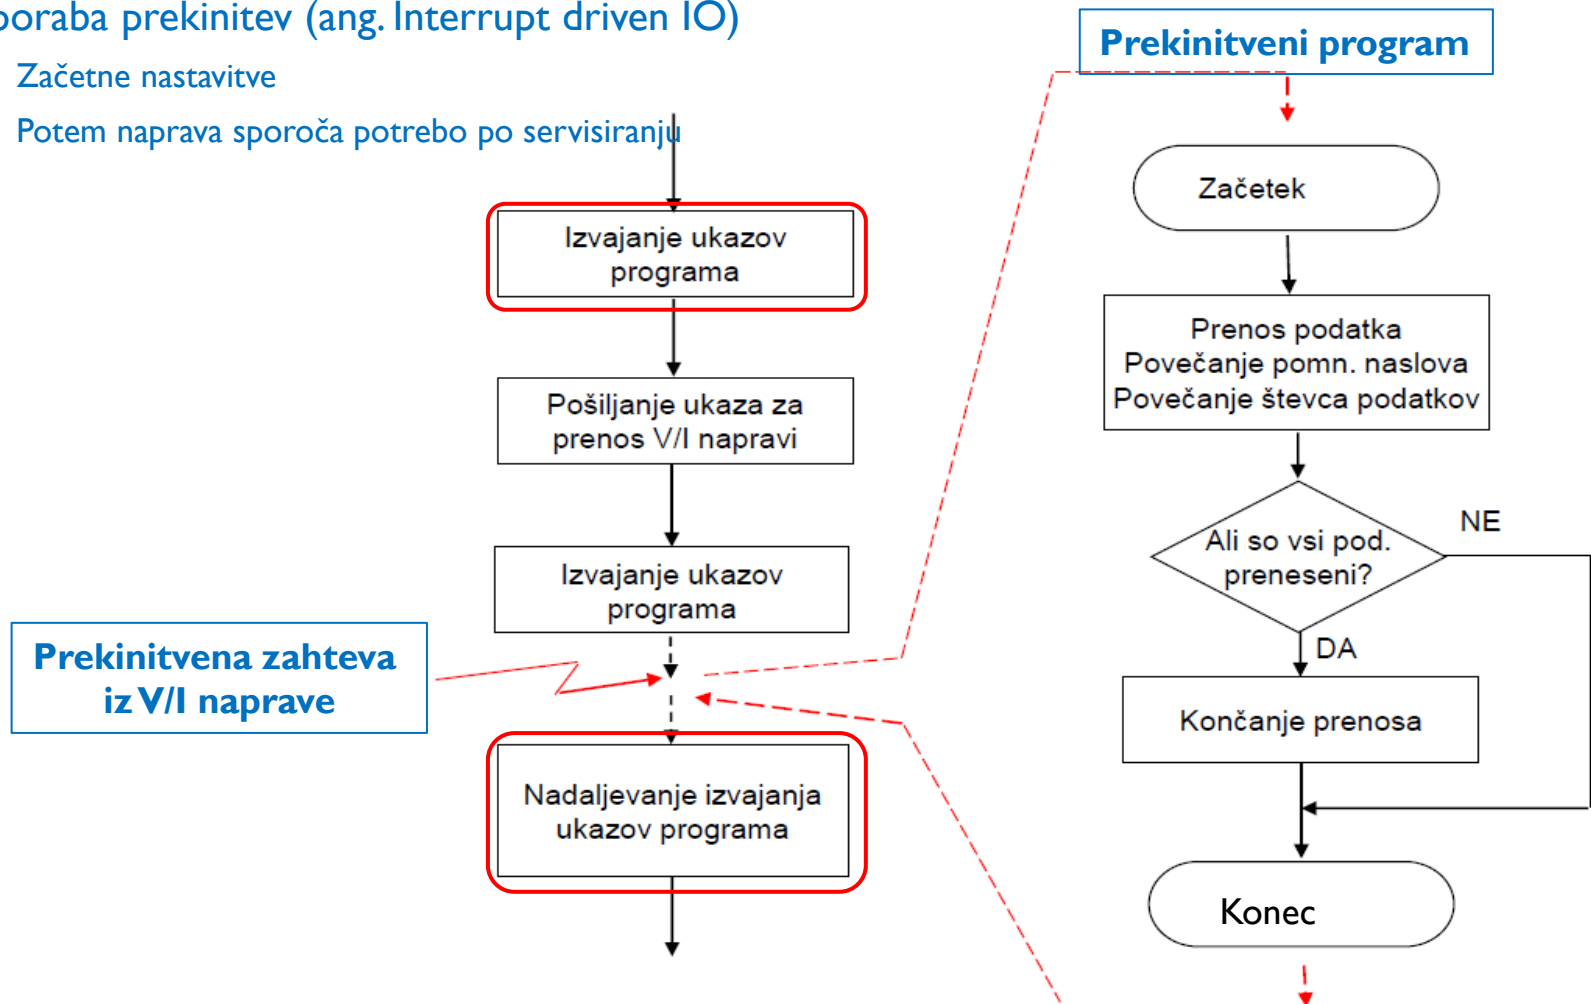 prekinitev (ang. Interrupt driven IO)
Začetne nastavitve
Potem naprava sporoča potrebo po servisiranju
Izvajanje ukazov
programa
Pošiljanje ukaza za
prenos V/I napravi
Izvajanje ukazov
programa
Prekinitvena zahteva
iz V/I naprave
Nadaljevanje izvajanja
ukazov programa
Prekinitveni program
Začetek
Prenos podatka
Povečanje pomn. naslova
Povečanje števca podatkov
Ali so vsi pod.
preneseni?
NE
DA
Končanje prenosa
Konec